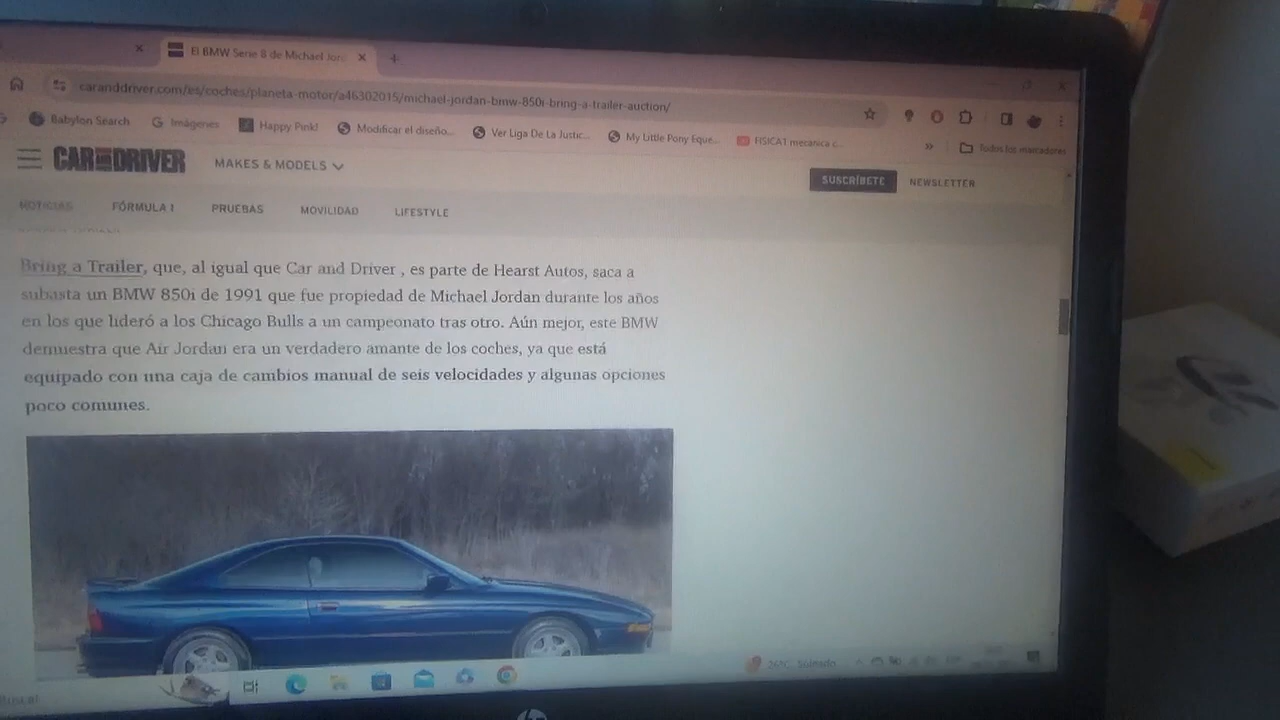 El BMW Serie 8 de Michael Jor
caranddriver.com/es/coches/planeta-motor/a46302015/michael-jordan-bmw-850i-bring-a-trailer-auction/
Babylon Search
Imágenes
Happy Pink!
Modificar el diseño...
Ver Liga De La Justic...
My Little Pony Eque...
FISICA1 mecanica c...
»
Todos los marcadores
CAR AND DRIVER
MAKES & MODELS
SUSCRÍBETE
NEWSLETTER
NOTICIAS
FÓRMULA 1
PRUEBAS
MOVILIDAD
LIFESTYLE
Bring a Trailer, que, al igual que Car and Driver , es parte de Hearst Autos, saca a
subasta un BMW 850i de 1991 que fue propiedad de Michael Jordan durante los años
en los que lideró a los Chicago Bulls a un campeonato tras otro. Aún mejor, este BMW
demuestra que Air Jordan era un verdadero amante de los coches, ya que está
equipado con una caja de cambios manual de seis velocidades y algunas opciones
poco comunes.
26°C Soleado
hp